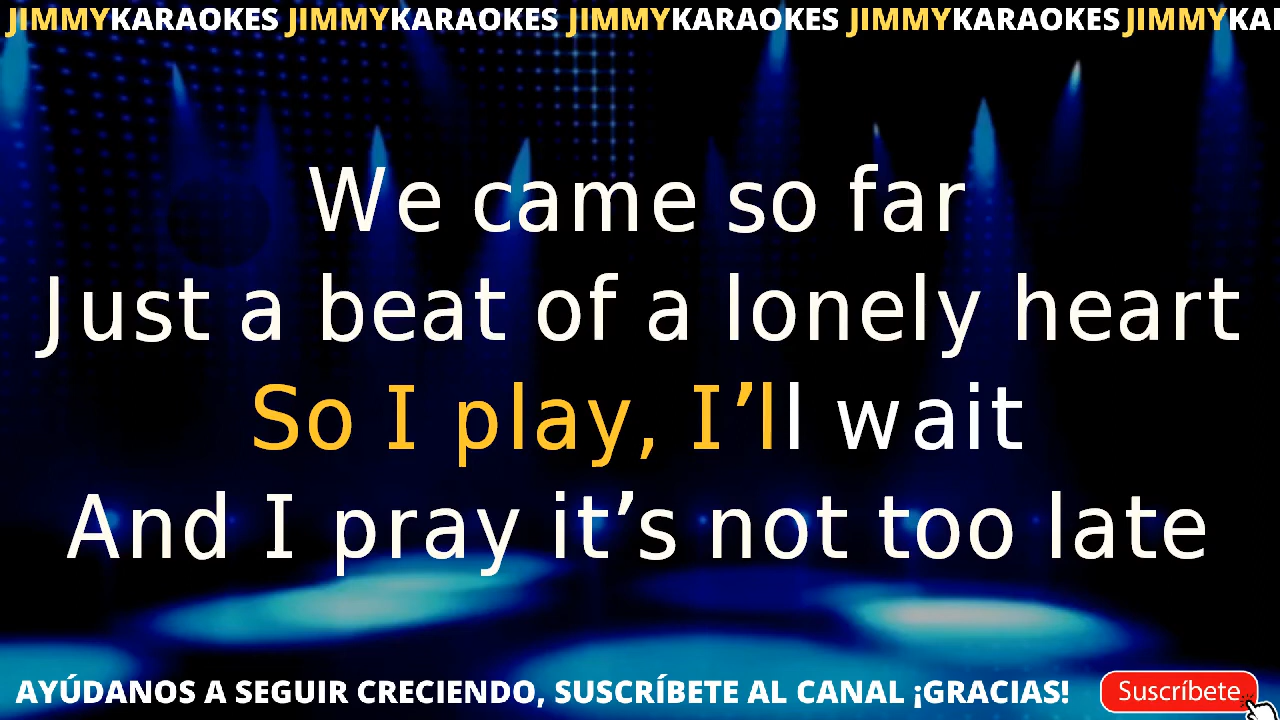 JIMMYKARAOKES JIMMYKARAOKES JIMMYKARAOKES JIMMYKARAOKES JIMMYKA
We came so far
Just a beat of a lonely heart
So I play, I’ll wait
And I pray it’s not too late
AYÚDANOS A SEGUIR CRECIENDO, SUSCRÍBETE AL CANAL ¡GRACIAS! Suscríbete